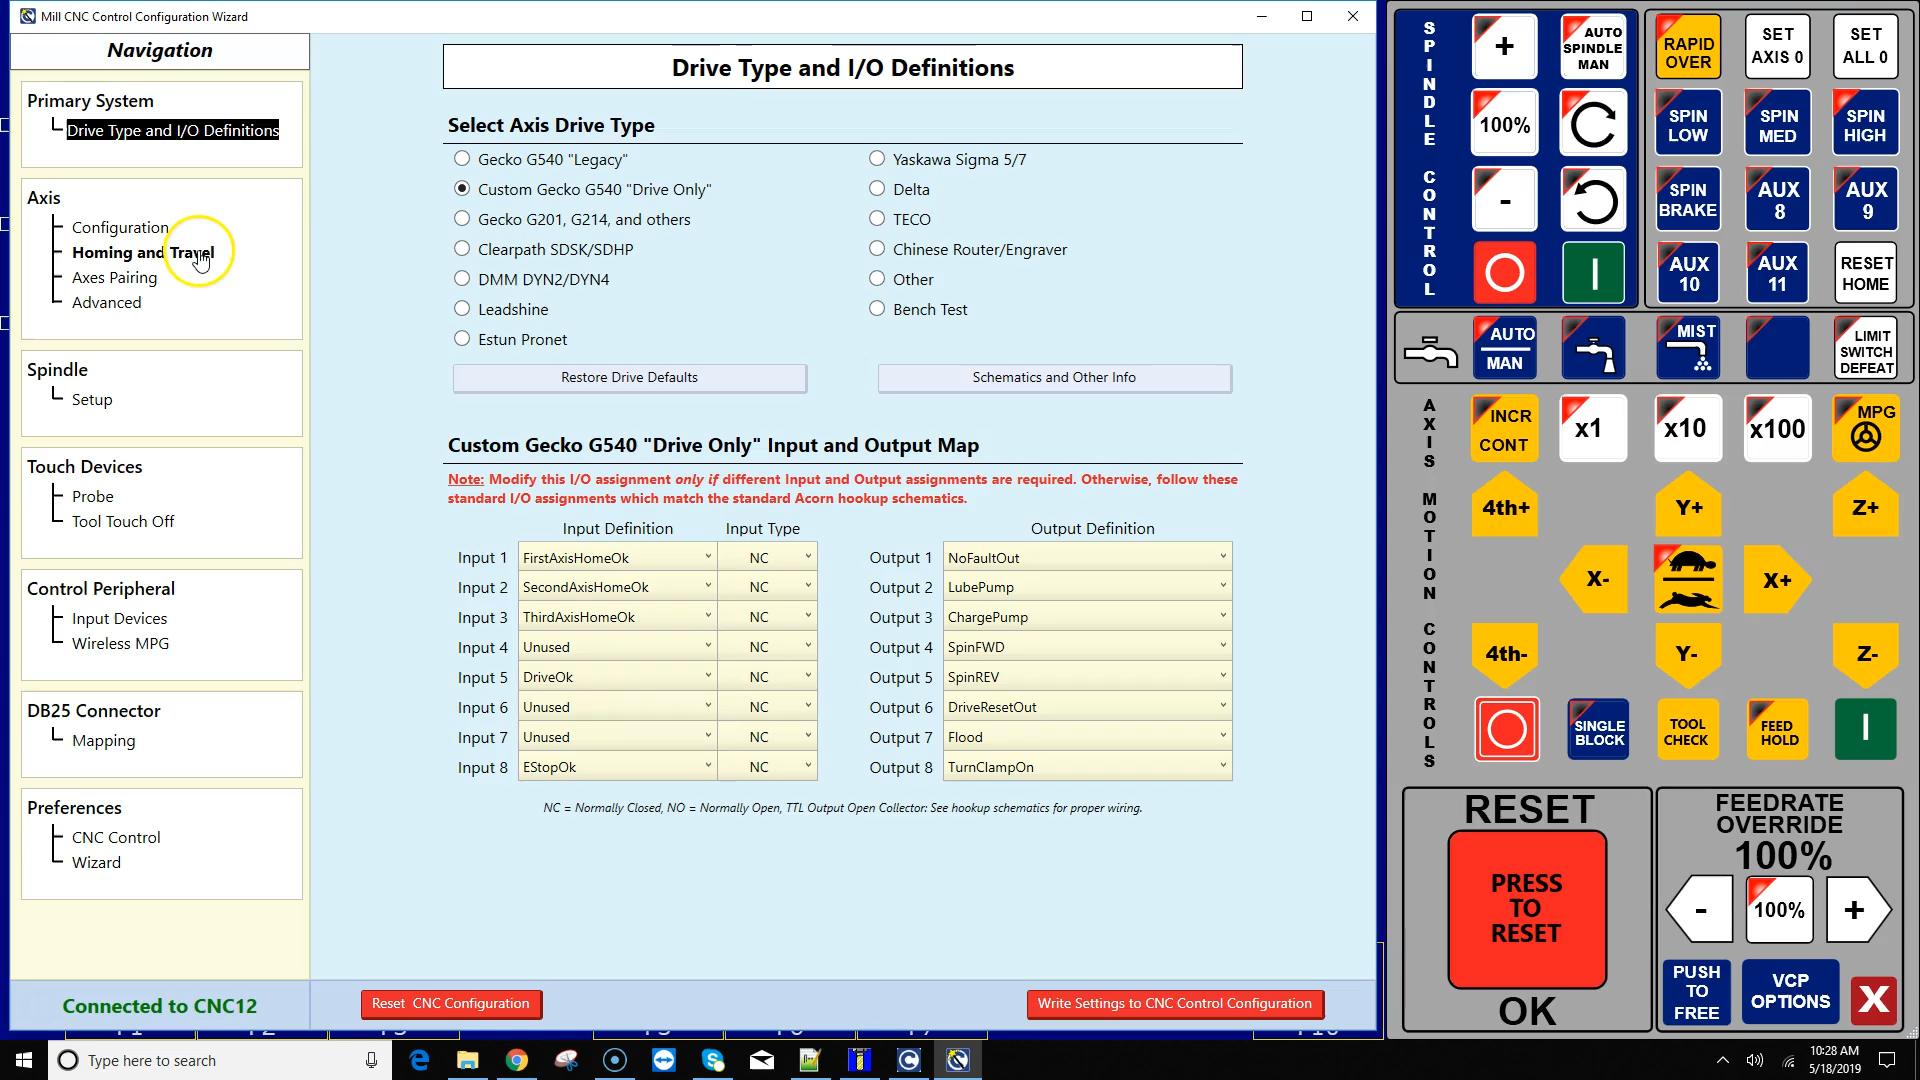 Mill CNC Control Configuration Wizard
Navigation
Primary System
Drive Type and I/O Definitions
Axis
Configuration
Homing and Travel
Axes Pairing
Advanced
Spindle
Setup
Touch Devices
Probe
Tool Touch Off
Control Peripheral
Input Devices
Wireless MPG
DB25 Connector
Mapping
Preferences
CNC Control
Wizard
Connected to CNC12
Drive Type and I/O Definitions
Select Axis Drive Type
Gecko G540 "Legacy"
Custom Gecko G540 "Drive Only"
Gecko G201, G214, and others
Clearpath SDSK/SDHP
DMM DYN2/DYN4
Leadshine
Estun Pronet
Yaskawa Sigma 5/7
Delta
TECO
Chinese Router/Engraver
Other
Bench Test
Restore Drive Defaults
Schematics and Other Info
Custom Gecko G540 "Drive Only" Input and Output Map
Note: Modify this I/O assignment only if different Input and Output assignments are required. Otherwise, follow these
standard I/O assignments which match the standard Acorn hookup schematics.
Input Definition Input Type Output Definition
Input 1 FirstAxisHomeOk NC Output 1 NoFaultOut
Input 2 SecondAxisHomeOk NC Output 2 LubePump
Input 3 ThirdAxisHomeOk NC Output 3 ChargePump
Input 4 Unused NC Output 4 SpinFWD
Input 5 DriveOk NC Output 5 SpinREV
Input 6 Unused NC Output 6 DriveResetOut
Input 7 Unused NC Output 7 Flood
Input 8 EStopOk NC Output 8 TurnClampOn
NC = Normally Closed, NO = Normally Open, TTL Output Open Collector: See hookup schematics for proper wiring.
Reset CNC Configuration
Write Settings to CNC Control Configuration
SPINDLE CONTROL
+
AUTO
SPINDLE
MAN
100%
-
RAPID
OVER
SET
AXIS 0
SET
ALL 0
SPIN
LOW
SPIN
MED
SPIN
HIGH
SPIN
BRAKE
AUX
8
AUX
9
AUX
10
AUX
11
RESET
HOME
AUTO
MAN
MIST
LIMIT
SWITCH
DEFEAT
AXIS MOTION CONTROLS
INCR
CONT
x1
x10
x100
MPG
4th+
Y+
Z+
X-
X+
4th-
Y-
Z-
SINGLE
BLOCK
TOOL
CHECK
FEED
HOLD
RESET
PRESS
TO
RESET
OK
FEEDRATE
OVERRIDE
100%
-
100%
+
PUSH
TO
FREE
VCP
OPTIONS
X
Type here to search
10:28 AM
5/18/2019